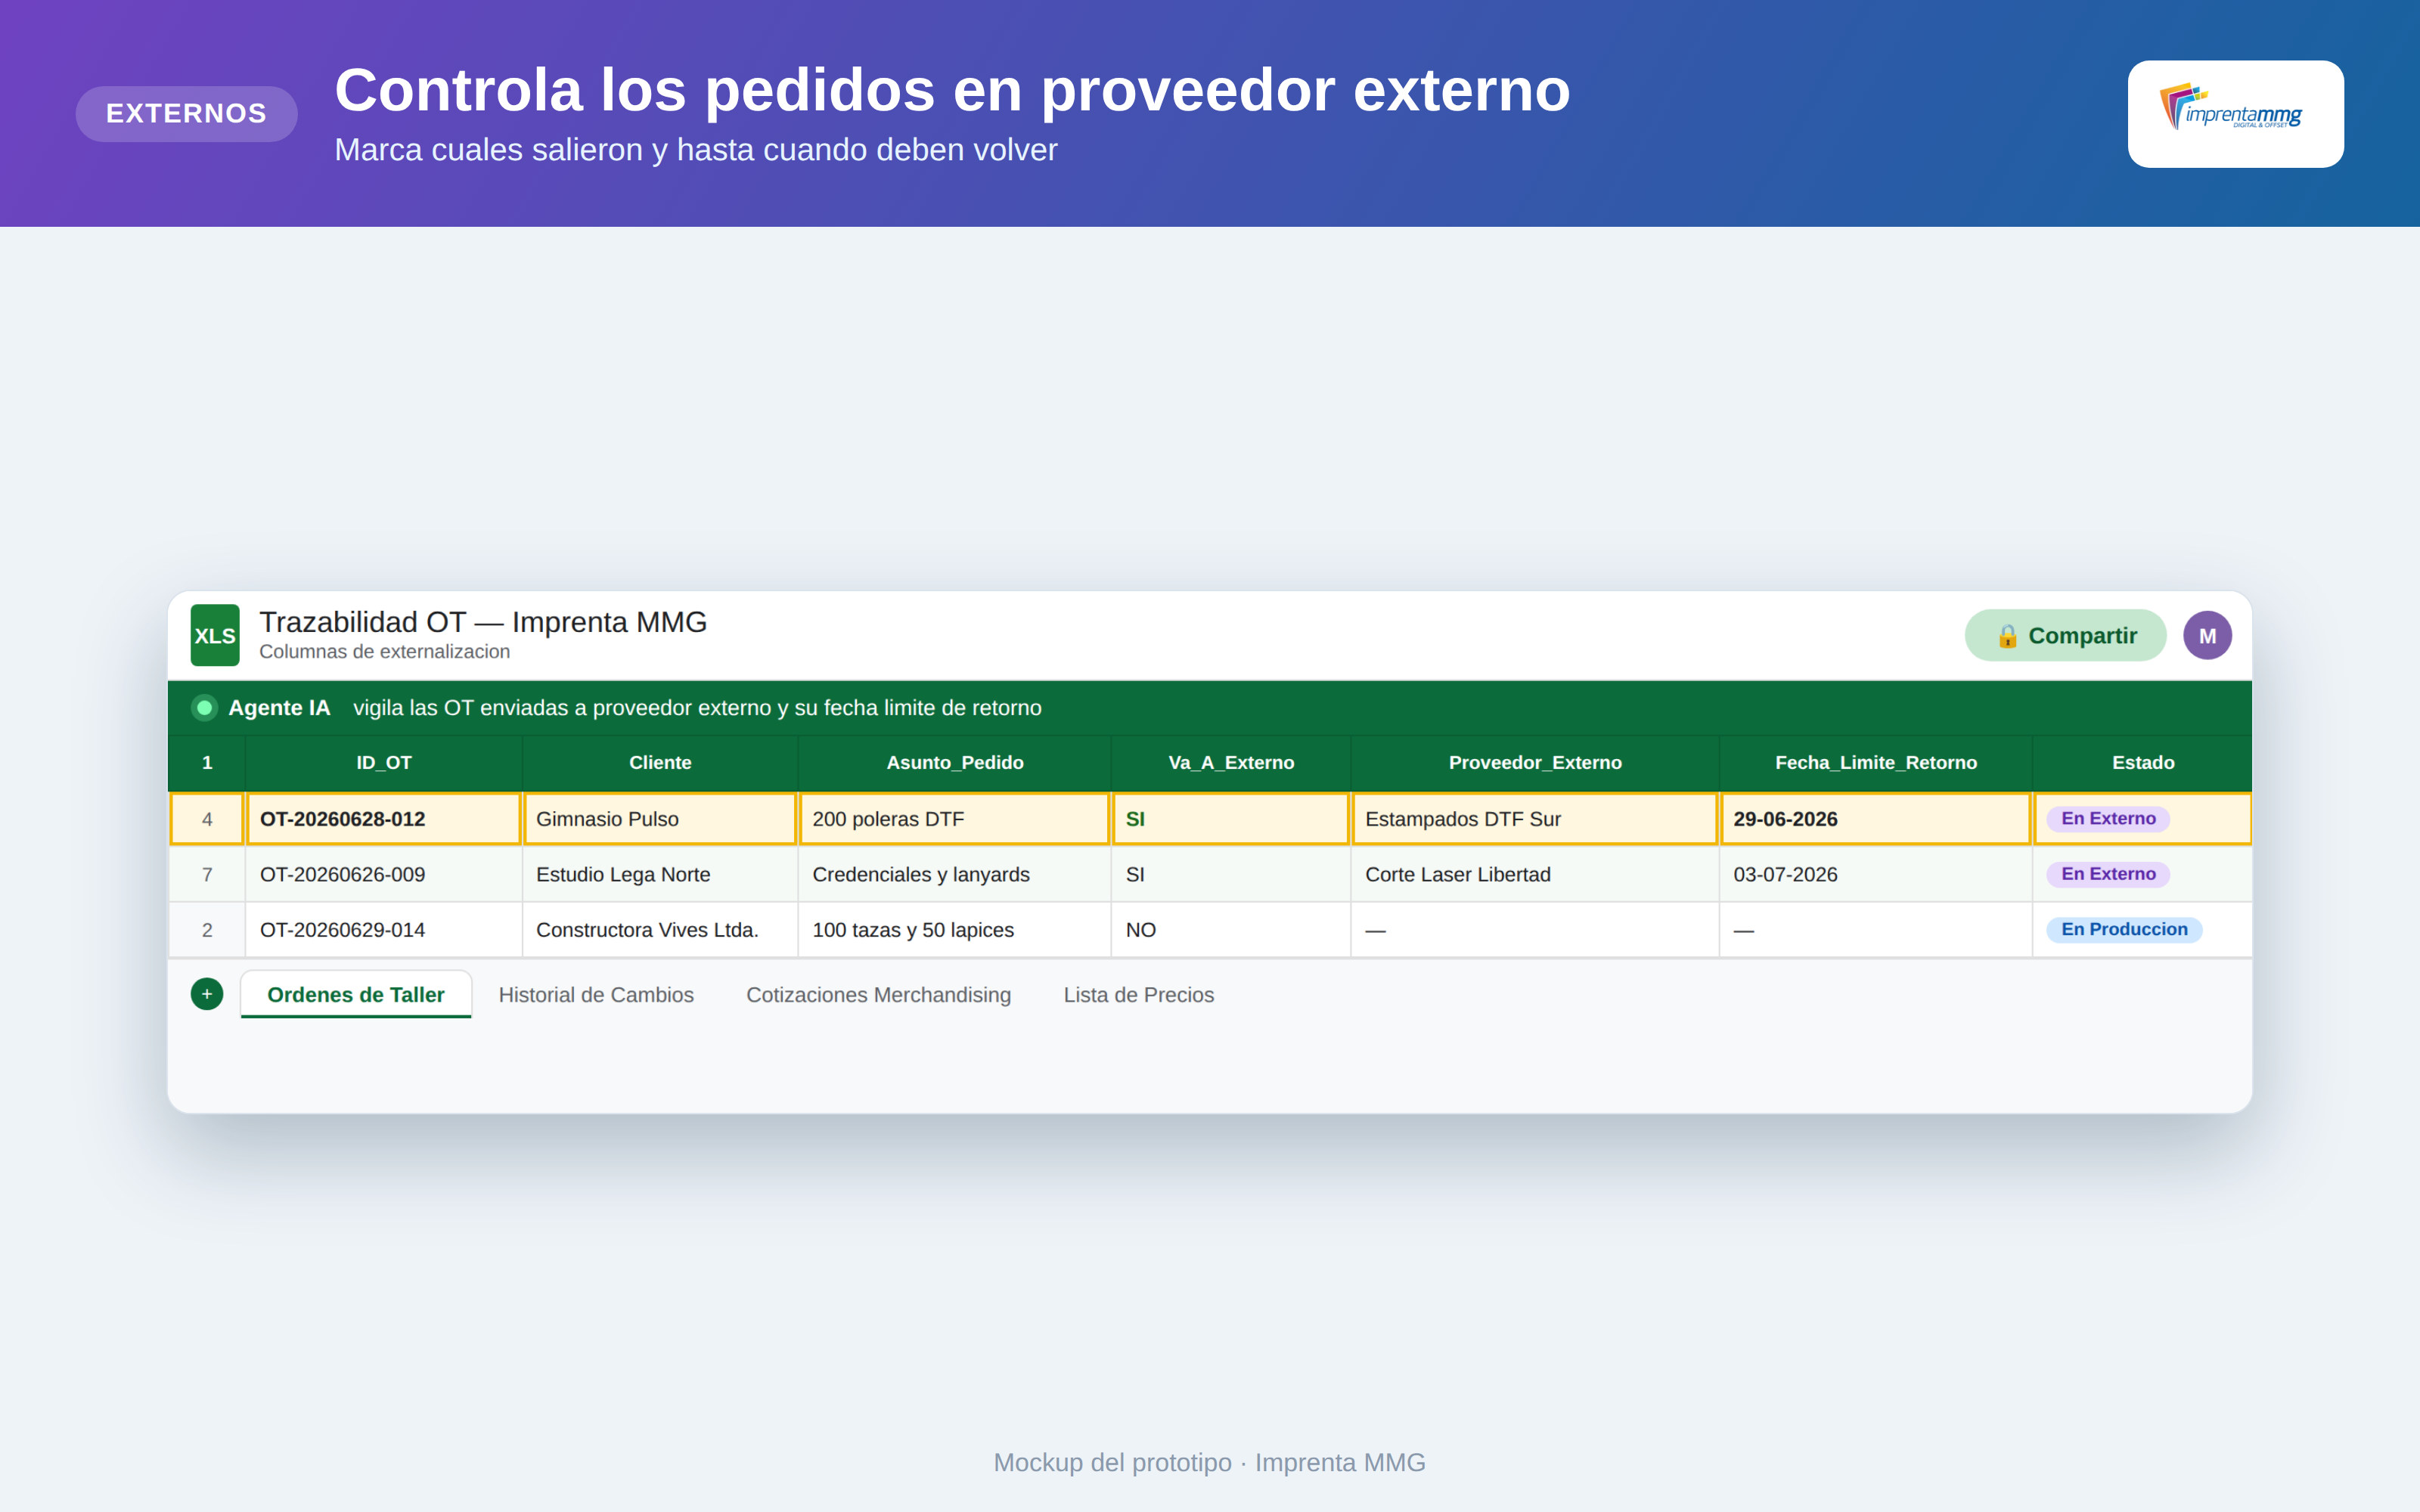 EXTERNOS
Controla los pedidos en proveedor externo
Marca cuales salieron y hasta cuando deben volver
imprentammg
DIGITAL & OFFSET
XLS
Trazabilidad OT — Imprenta MMG
Columnas de externalizacion
🔒 Compartir
M
Agente IA vigila las OT enviadas a proveedor externo y su fecha limite de retorno
1 ID_OT Cliente Asunto_Pedido Va_A_Externo Proveedor_Externo Fecha_Limite_Retorno Estado
4 OT-20260628-012 Gimnasio Pulso 200 poleras DTF SI Estampados DTF Sur 29-06-2026 En Externo
7 OT-20260626-009 Estudio Lega Norte Credenciales y lanyards SI Corte Laser Libertad 03-07-2026 En Externo
2 OT-20260629-014 Constructora Vives Ltda. 100 tazas y 50 lapices NO — — En Produccion
+ Ordenes de Taller Historial de Cambios Cotizaciones Merchandising Lista de Precios
Mockup del prototipo · Imprenta MMG